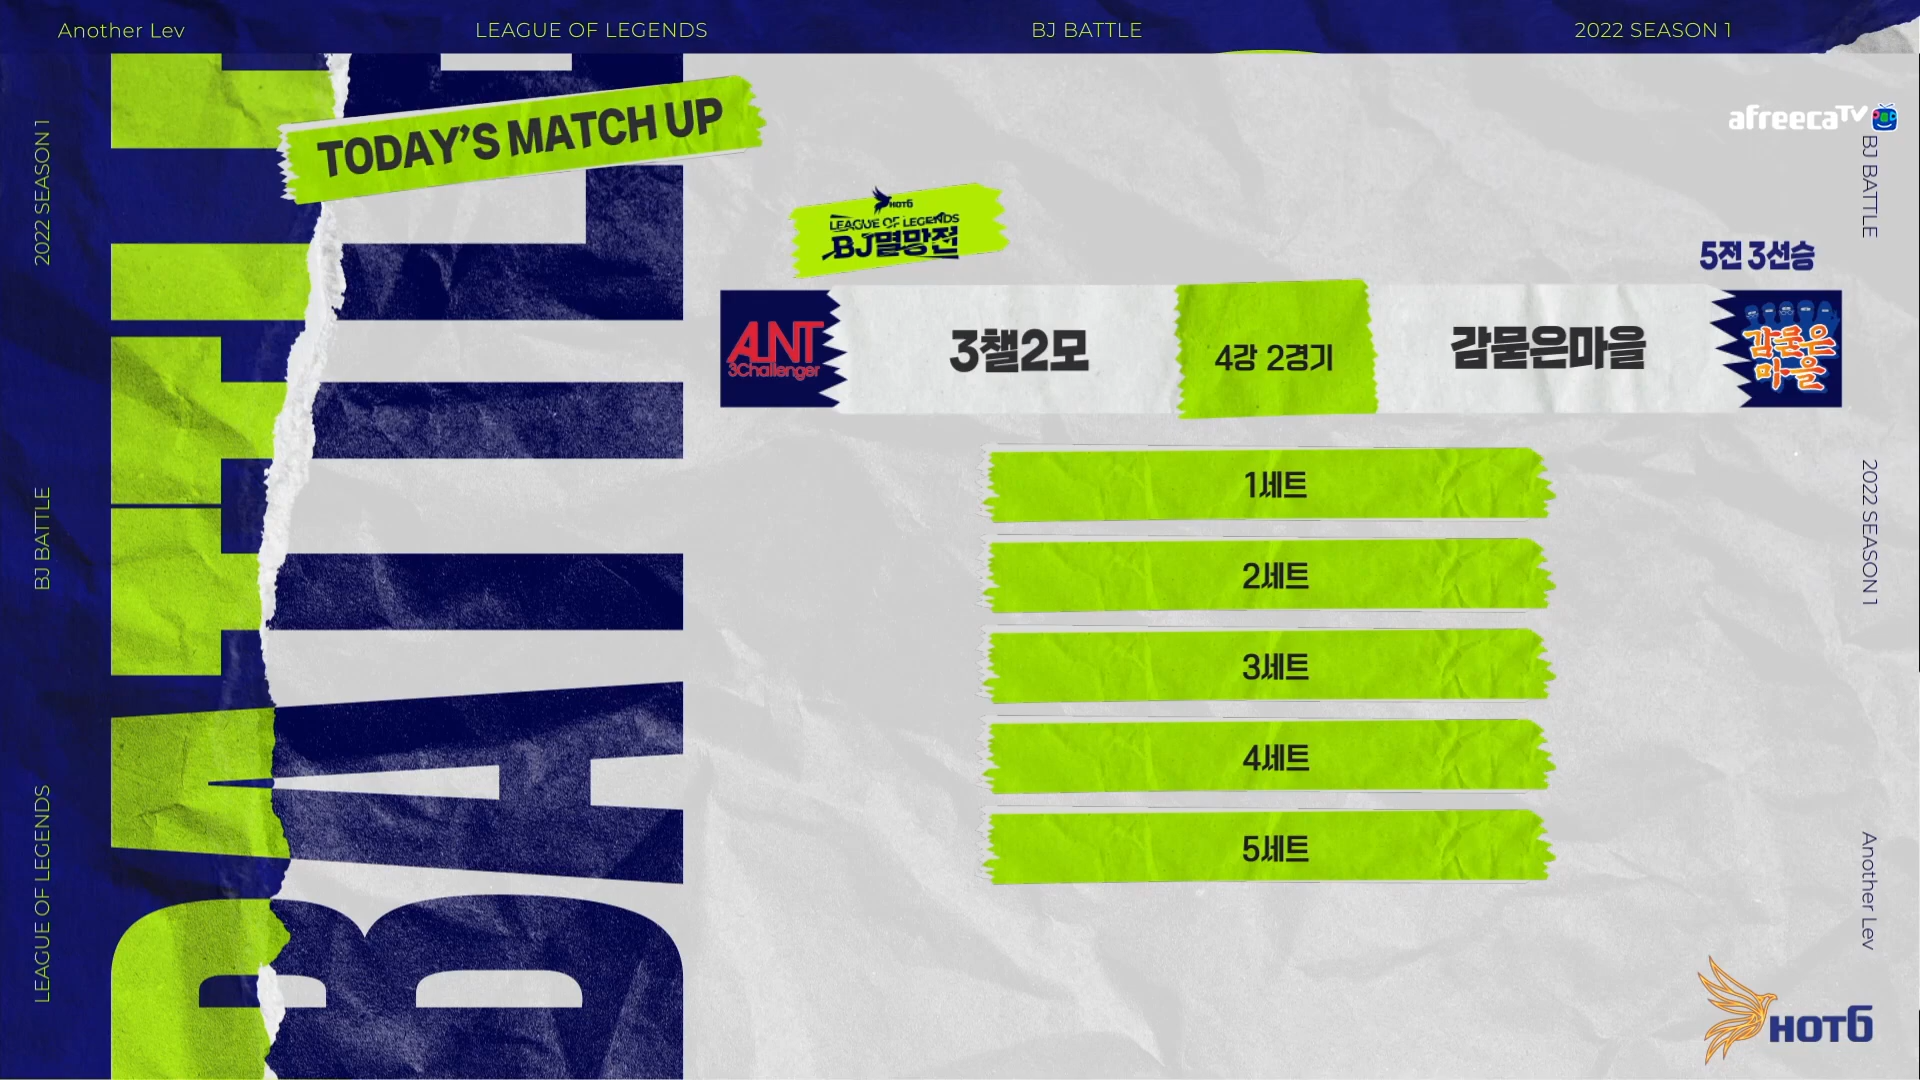 Another Lev
LEAGUE OF LEGENDS
BJ BATTLE
2022 SEASON 1
2022 SEASON 1
BJ BATTLE
LEAGUE OF LEGENDS
BATTLE
TODAY'S MATCH UP
HOT6
LEAGUE OF LEGENDS
BJ멸망전
afreecaTV
BJ BATTLE
2022 SEASON 1
Another Lev
5전 3선승
ANT
3Challenger
3챌2모
4강 2경기
감묻은마을
감묻은
마을
1세트
2세트
3세트
4세트
5세트
HOT6